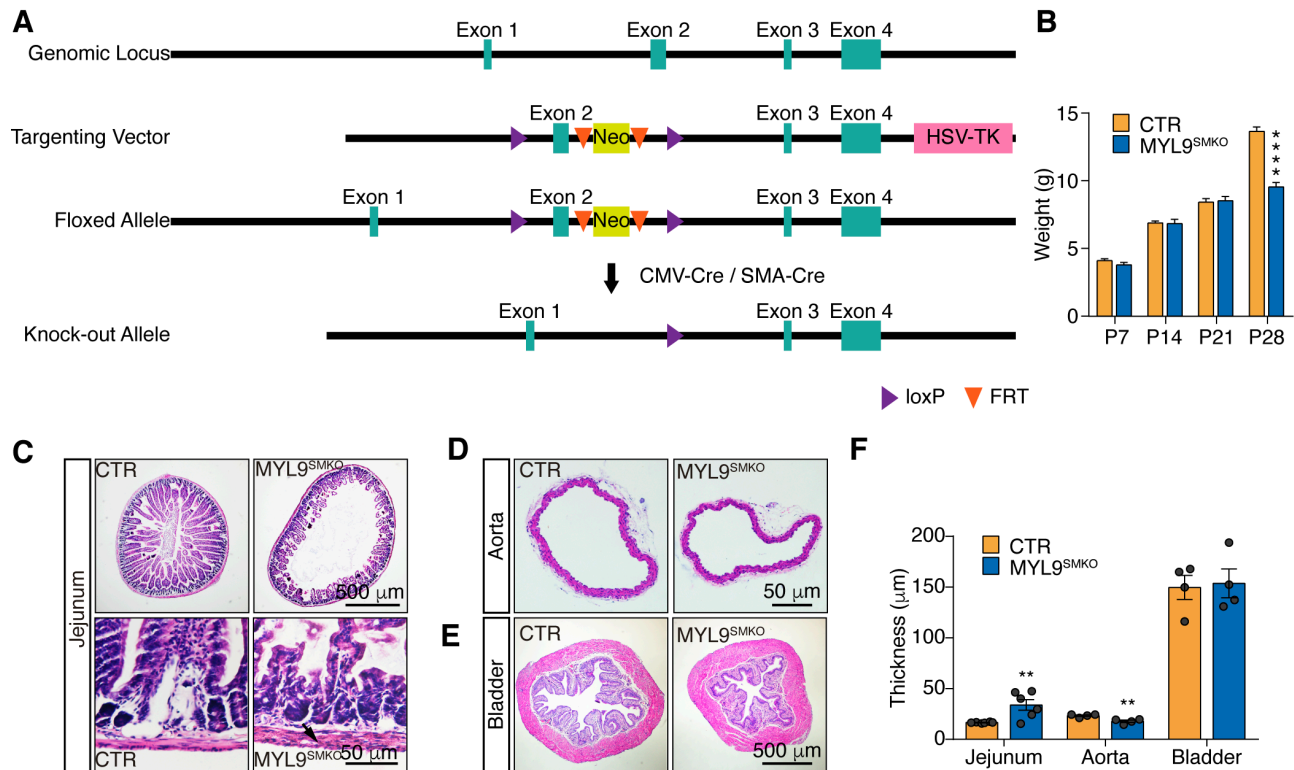 A
Exon 1 Exon 2 Exon 3 Exon 4
Genomic Locus
Exon 2 Exon 3 Exon 4
Targenting Vector Neo HSV-TK
Exon 1 Exon 2 Exon 3 Exon 4
Floxed Allele Neo
CMV-Cre / SMA-Cre
Exon 1 Exon 3 Exon 4
Knock-out Allele
loxP FRT
B
Weight (g)
15
10
5
0
CTR
MYL9SMKO
****
P7 P14 P21 P28
C
Jejunum
CTR MYL9SMKO
500 μm
CTR MYL9SMKO 50 μm
D
Aorta
CTR MYL9SMKO
50 μm
E
Bladder
CTR MYL9SMKO
500 μm
F
Thickness (μm)
200
150
100
50
0
CTR
MYL9SMKO
** **
Jejunum Aorta Bladder